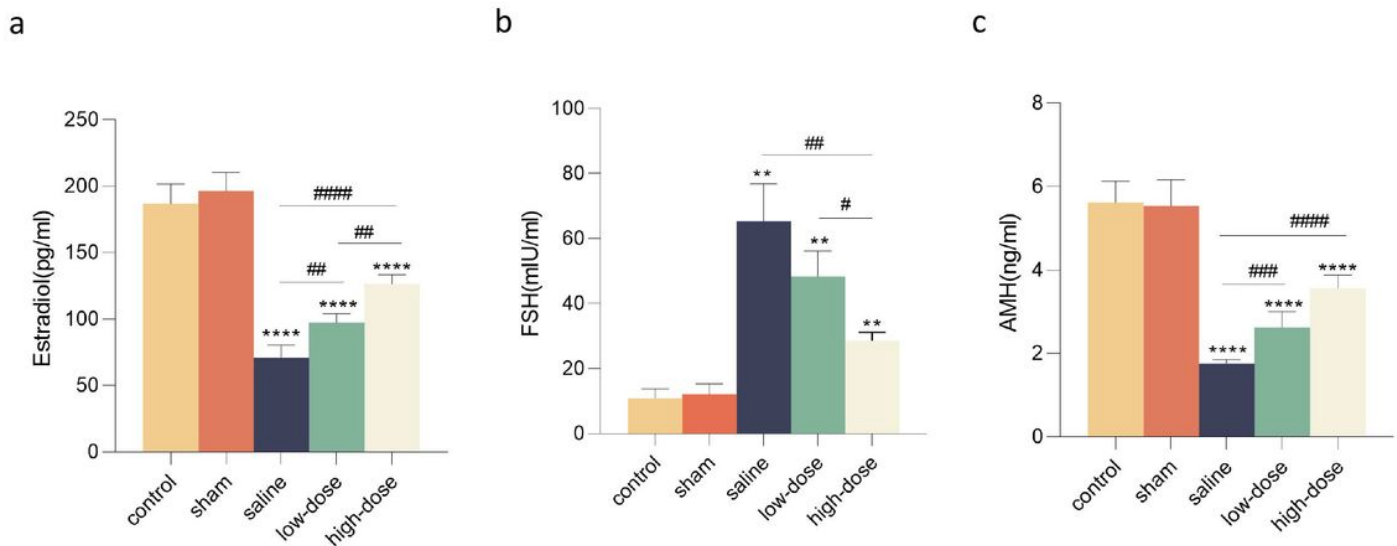 a
Estradiol(pg/ml)
250
200
150
100
50
0
####
##
##
****
****
****
control
sham
saline
low-dose
high-dose
b
FSH(mIU/ml)
100
80
60
40
20
0
##
#
**
**
**
control
sham
saline
low-dose
high-dose
c
AMH(ng/ml)
8
6
4
2
0
####
###
****
****
****
control
sham
saline
low-dose
high-dose